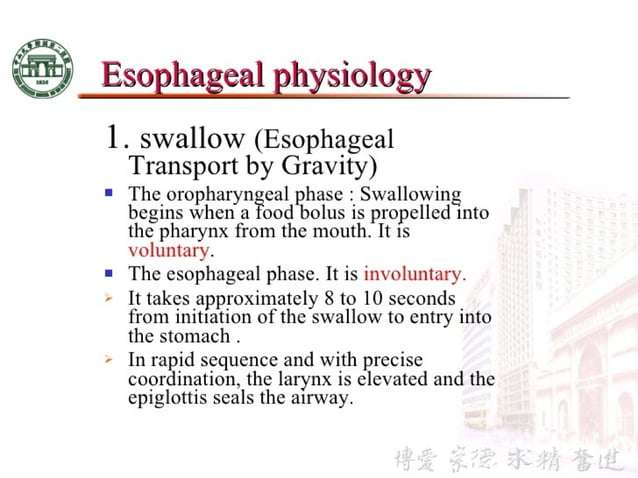 Esophageal physiology
1. swallow (Esophageal
Transport by Gravity)
The oropharyngeal phase : Swallowing
begins when a food bolus is propelled into
the pharynx from the mouth. It is
voluntary.
The esophageal phase. It is involuntary.
It takes approximately 8 to 10 seconds
from initiation of the swallow to entry into
the stomach .
In rapid sequence and with precise
coordination, the larynx is elevated and the
epiglottis seals the airway.
博爱 崇德 求精 奋进